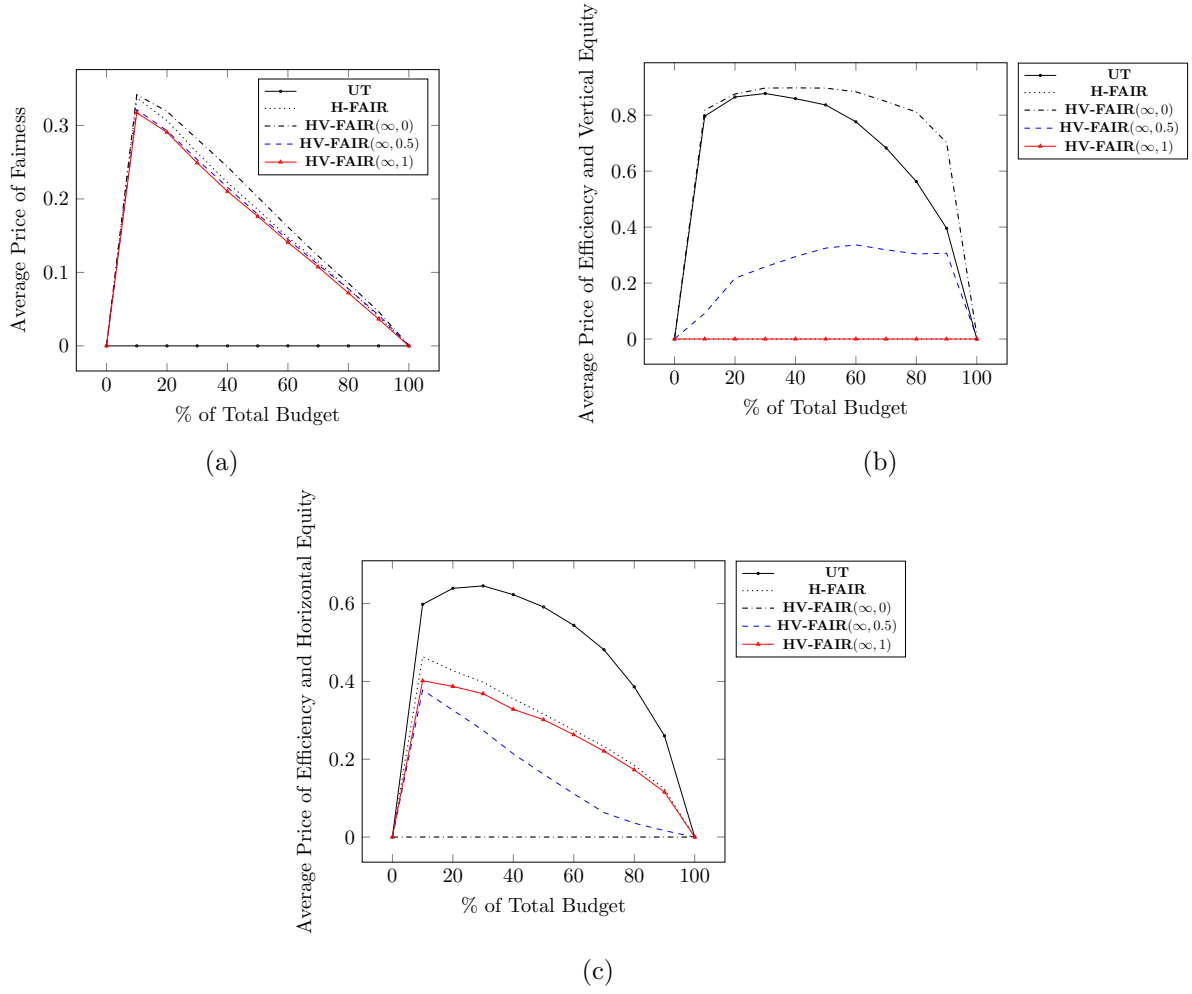 Average Price of Fairness
0.3
0.2
0.1
0
0 20 40 60 80 100
% of Total Budget
UT
H-FAIR
HV-FAIR(∞, 0)
HV-FAIR(∞, 0.5)
HV-FAIR(∞, 1)
(a)
Average Price of Efficiency and Vertical Equity
0.8
0.6
0.4
0.2
0
0 20 40 60 80 100
% of Total Budget
UT
H-FAIR
HV-FAIR(∞, 0)
HV-FAIR(∞, 0.5)
HV-FAIR(∞, 1)
(b)
Average Price of Efficiency and Horizontal Equity
0.6
0.4
0.2
0
0 20 40 60 80 100
% of Total Budget
UT
H-FAIR
HV-FAIR(∞, 0)
HV-FAIR(∞, 0.5)
HV-FAIR(∞, 1)
(c)